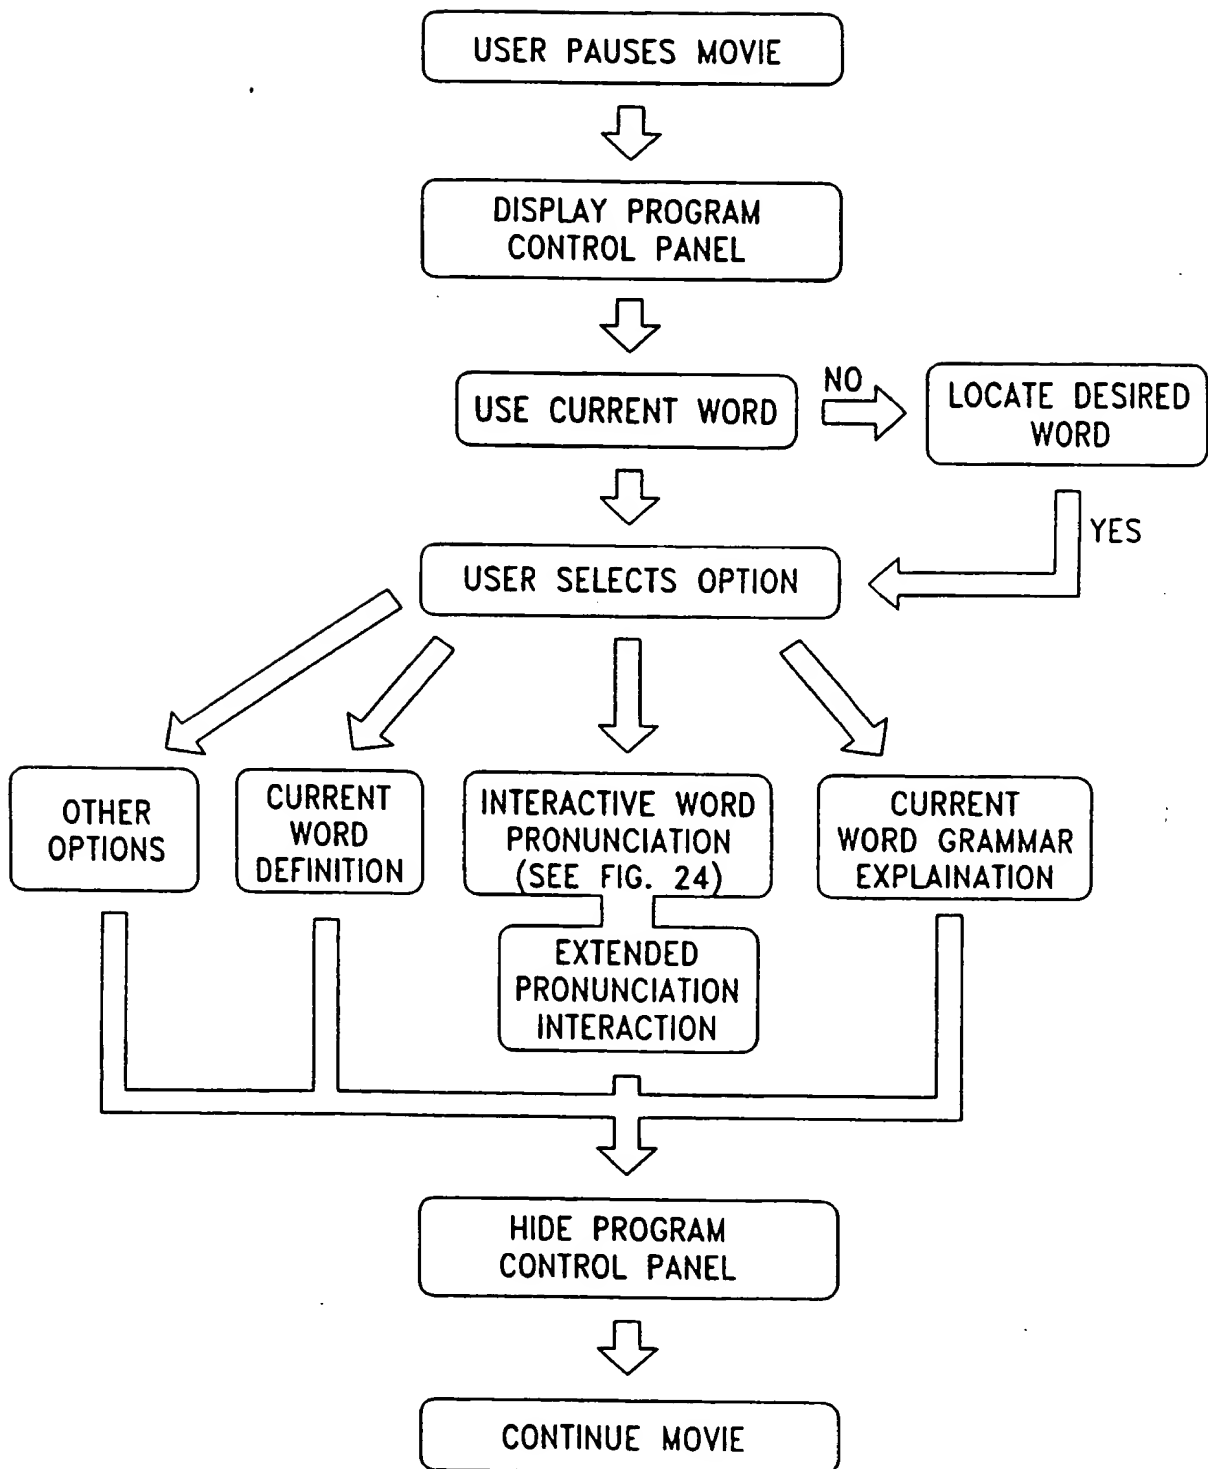 USER PAUSES MOVIE
DISPLAY PROGRAM
CONTROL PANEL
USE CURRENT WORD
NO
LOCATE DESIRED
WORD
YES
USER SELECTS OPTION
OTHER
OPTIONS
CURRENT
WORD
DEFINITION
INTERACTIVE WORD
PRONUNCIATION
(SEE FIG. 24)
CURRENT
WORD GRAMMAR
EXPLAINATION
EXTENDED
PRONUNCIATION
INTERACTION
HIDE PROGRAM
CONTROL PANEL
CONTINUE MOVIE